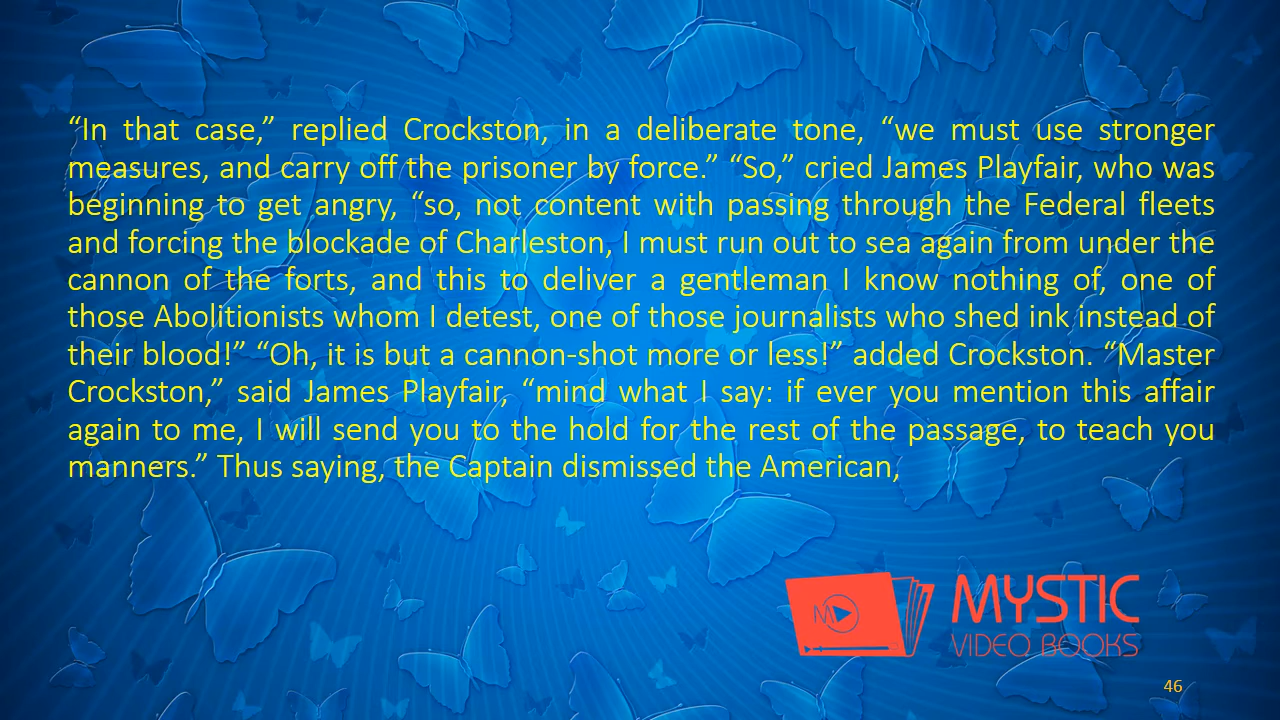 “In that case,” replied Crockston, in a deliberate tone, “we must use stronger
measures, and carry off the prisoner by force.” “So,” cried James Playfair, who was
beginning to get angry, “so, not content with passing through the Federal fleets
and forcing the blockade of Charleston, I must run out to sea again from under the
cannon of the forts, and this to deliver a gentleman I know nothing of, one of
those Abolitionists whom I detest, one of those journalists who shed ink instead of
their blood!” “Oh, it is but a cannon-shot more or less!” added Crockston. “Master
Crockston,” said James Playfair, “mind what I say: if ever you mention this affair
again to me, I will send you to the hold for the rest of the passage, to teach you
manners.” Thus saying, the Captain dismissed the American,
MYSTIC
VIDEO BOOKS
46